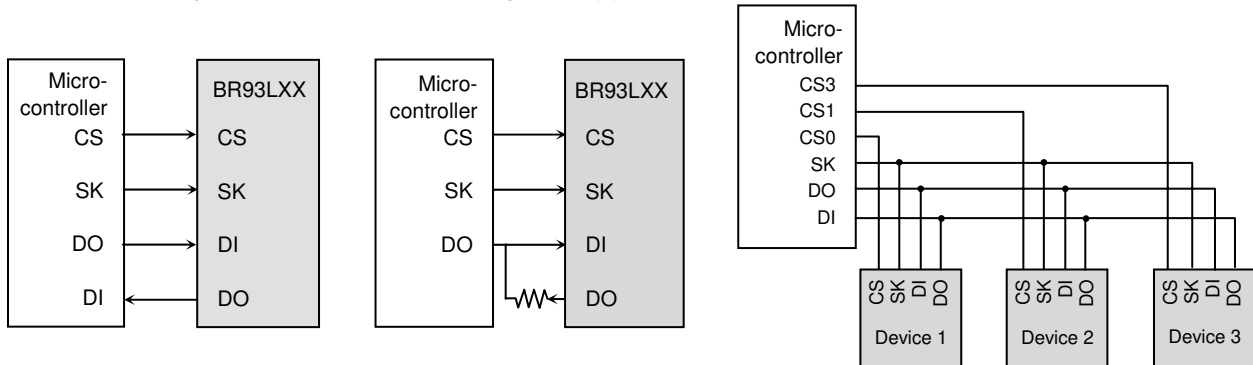 Micro-
controller
CS
SK
DO
DI
BR93LXX
CS
SK
DI
DO
Micro-
controller
CS
SK
DO
BR93LXX
CS
SK
DI
DO
Micro-
controller
CS3
CS1
CS0
SK
DO
DI
CS
SK
DI
DO
Device 1
CS
SK
DI
DO
Device 2
CS
SK
DI
DO
Device 3